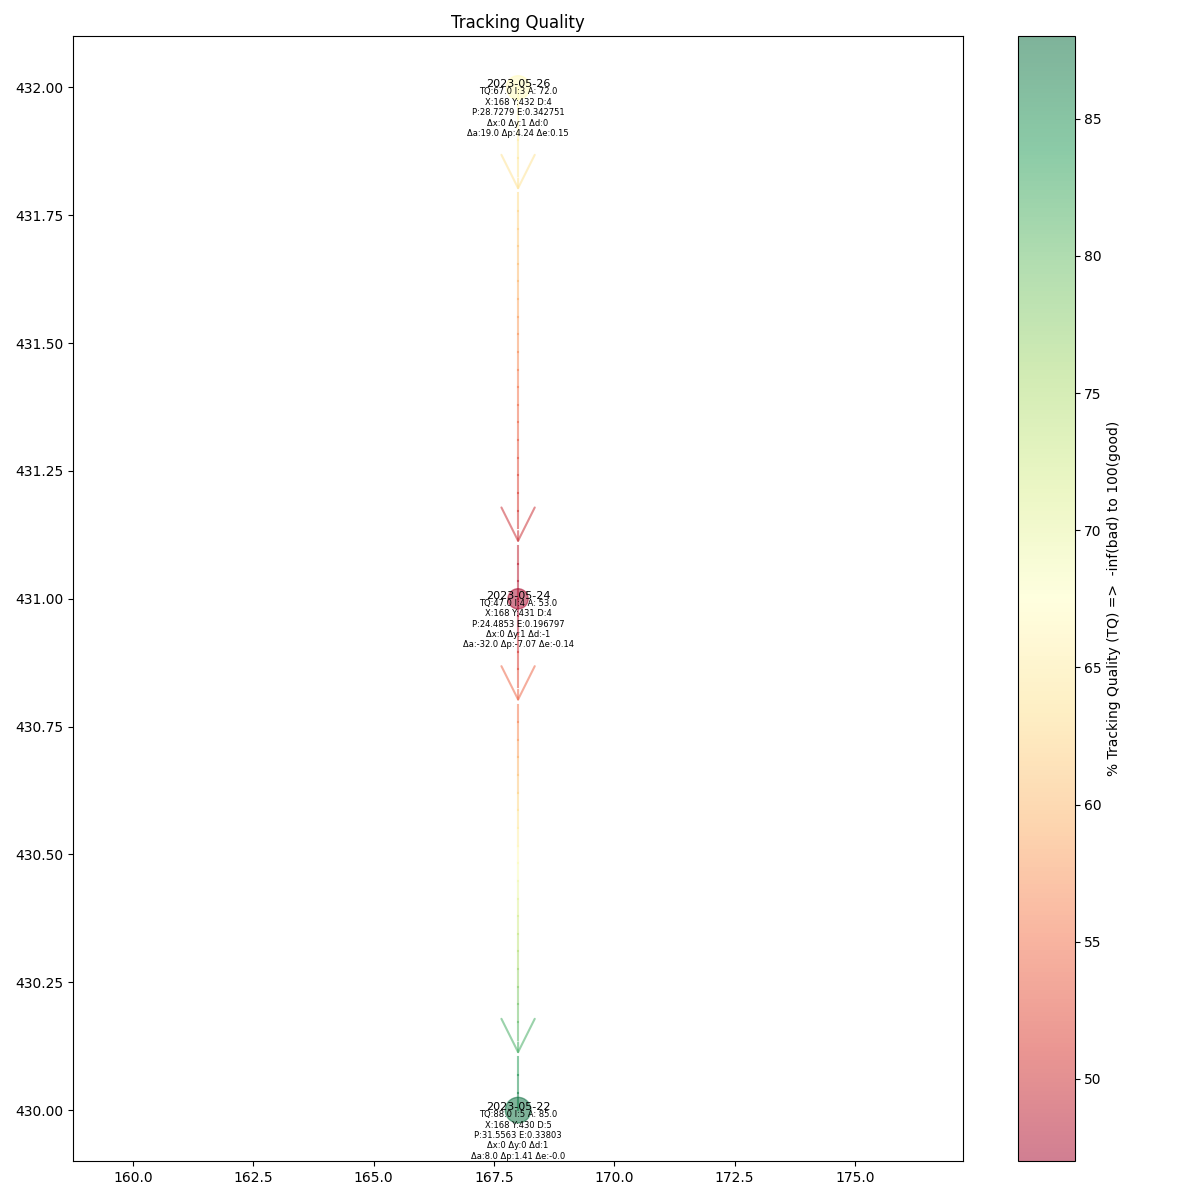 Tracking Quality
432.00
431.75
431.50
431.25
431.00
430.75
430.50
430.25
430.00
160.0 162.5 165.0 167.5 170.0 172.5 175.0
2023-05-26
TQ:67.0 I:3 A: 72.0
X:168 Y:432 D:4
P:28.7279 E:0.342751
Δx:0 Δy:1 Δd:0
Δa:19.0 Δp:4.24 Δe:0.15
2023-05-24
TQ:47.0 I:4 A: 53.0
X:168 Y:431 D:4
P:24.4853 E:0.196797
Δx:0 Δy:1 Δd:-1
Δa:-32.0 Δp:-7.07 Δe:-0.14
2023-05-22
TQ:88.0 I:5 A: 85.0
X:168 Y:430 D:5
P:31.5563 E:0.33803
Δx:0 Δy:0 Δd:1
Δa:8.0 Δp:1.41 Δe:-0.0
85
80
75
70
65
60
55
50
% Tracking Quality (TQ) =>  -inf(bad) to 100(good)